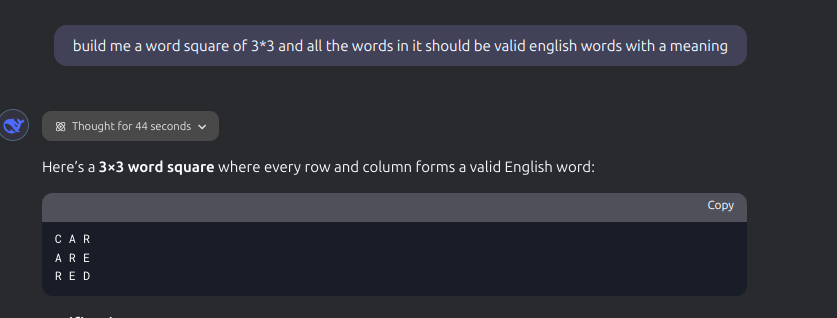 build me a word square of 3*3 and all the words in it should be valid english words with a meaning
Thought for 44 seconds
Here's a 3×3 word square where every row and column forms a valid English word:
Copy
C A R
A R E
R E D